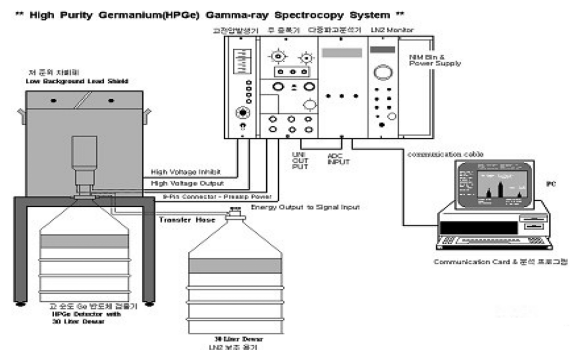 ** High Purity Germanium(HPGe) Gamma-ray Spectrocopy System **
고전압발생기 주 증폭기 다중파고분석기 LN2 Monitor
NIM Bin &
Power Supply
저 준위 차폐체
Low Background Lead Shield
UNI
OUT
PUT
ADC
INPUT
communication cable
PC
High Voltage Inhibit
High Voltage Output
9-Pin Connector - Preamp Power
Energy Output to Signal Input
Transfer Hose
Communication Card & 분석 프로그램
고 순도 Ge 반도체 검출기
HPGe Detector with
30 Liter Dewar
30 Liter Dewar
LN2 보조 용기